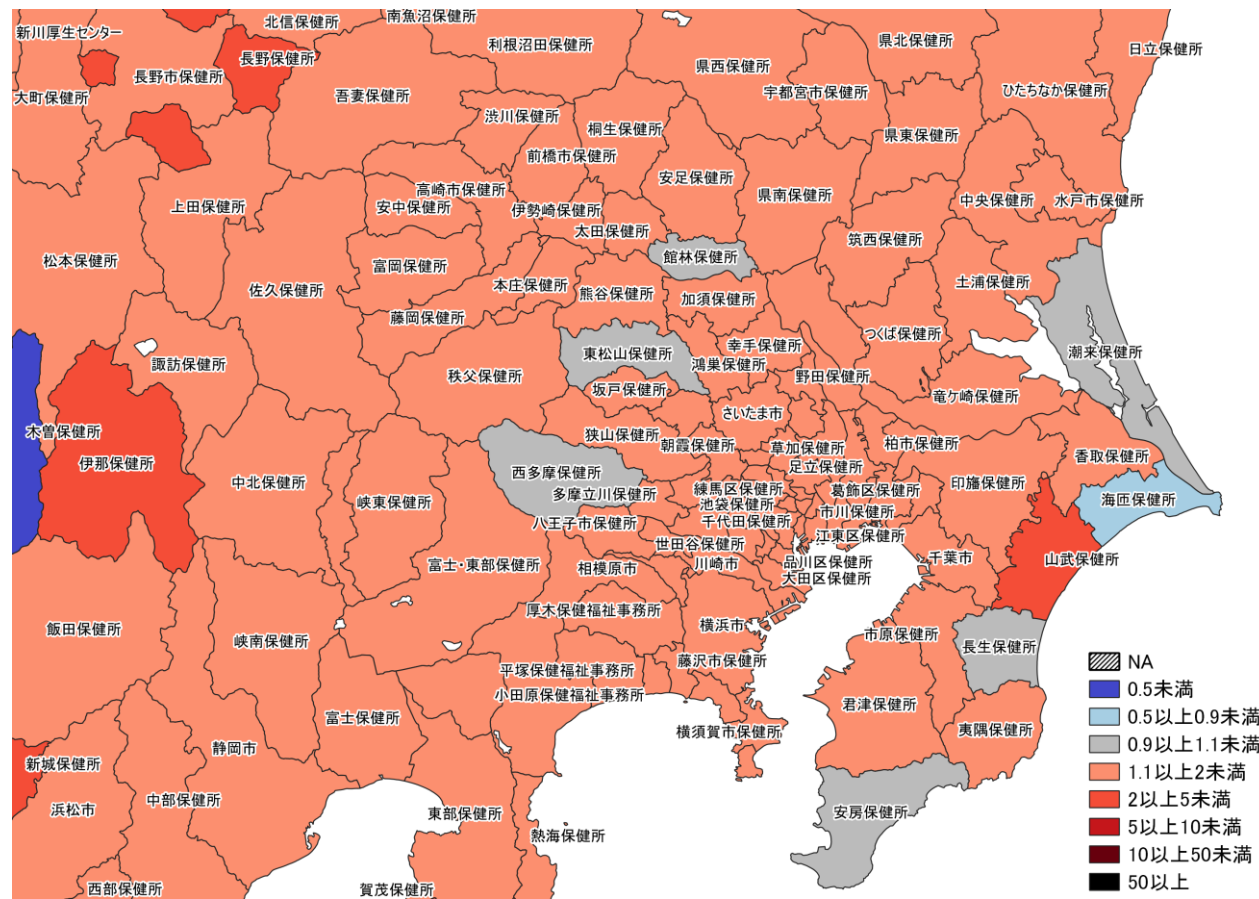 北信保健所
南魚沼保健所
新川厚生センター
利根沼田保健所
県北保健所
日立保健所
長野保健所
県西保健所
長野市保健所
大町保健所
吾妻保健所
宇都宮市保健所
ひたちなか保健所
渋川保健所
桐生保健所
県東保健所
前橋市保健所
安足保健所
高崎市保健所
県南保健所
上田保健所
安中保健所
伊勢崎保健所
中央保健所
水戸市保健所
太田保健所
筑西保健所
松本保健所
富岡保健所
館林保健所
佐久保健所
本庄保健所
熊谷保健所
加須保健所
土浦保健所
藤岡保健所
つくば保健所
諏訪保健所
東松山保健所
幸手保健所
潮来保健所
秩父保健所
鴻巣保健所
野田保健所
坂戸保健所
竜ケ崎保健所
さいたま市
木曽保健所
狭山保健所
朝霞保健所
草加保健所
柏市保健所
伊那保健所
西多摩保健所
足立保健所
香取保健所
中北保健所
峡東保健所
多摩立川保健所
練馬区保健所
葛飾区保健所
印旛保健所
海匝保健所
池袋保健所
市川保健所
八王子市保健所
千代田保健所
江東区保健所
世田谷保健所
富士・東部保健所
相模原市
川崎市
品川区保健所
千葉市
山武保健所
大田区保健所
厚木保健福祉事務所
飯田保健所
峡南保健所
横浜市
市原保健所
長生保健所
平塚保健福祉事務所
藤沢市保健所
小田原保健福祉事務所
君津保健所
夷隅保健所
富士保健所
横須賀市保健所
静岡市
新城保健所
浜松市
中部保健所
東部保健所
熱海保健所
安房保健所
西部保健所
賀茂保健所
NA
0.5未満
0.5以上0.9未満
0.9以上1.1未満
1.1以上2未満
2以上5未満
5以上10未満
10以上50未満
50以上